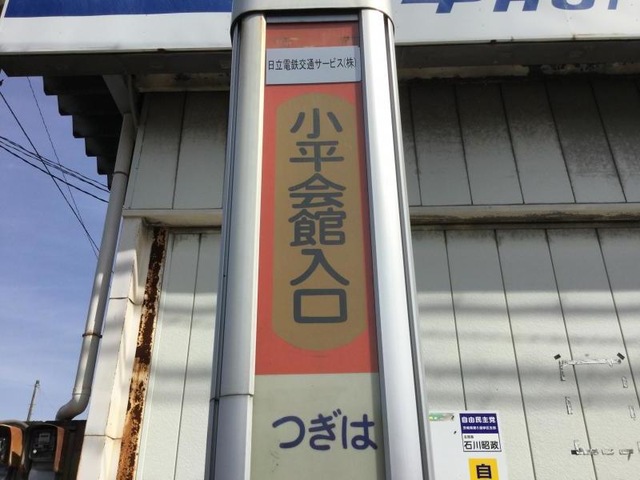 日立電鉄交通サービス(株)
小平会館入口
つぎは
自由民主党
石川昭政
自